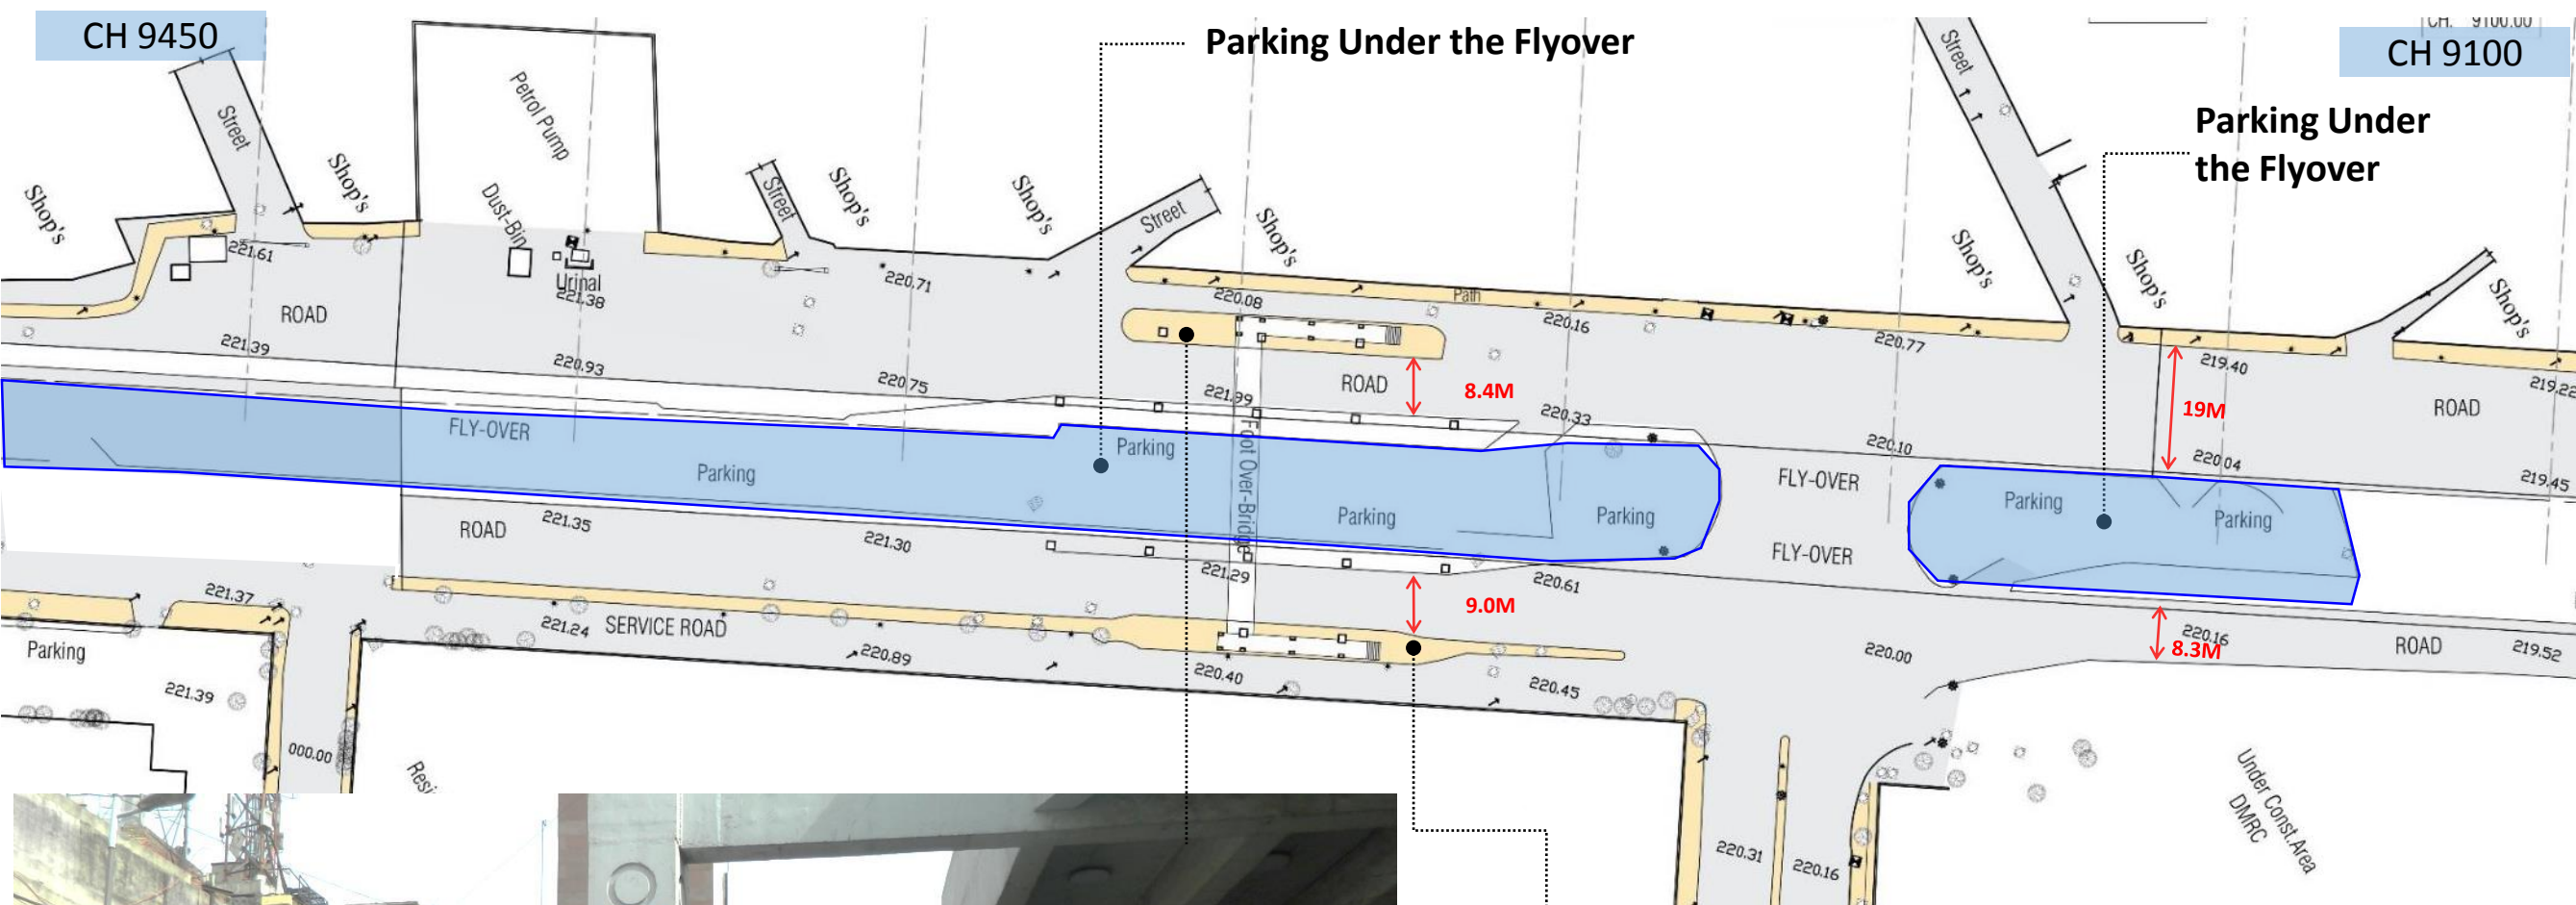 CH 9450
Parking Under the Flyover
CH. 9100.00
CH 9100
Parking Under
the Flyover
Street
Petrol Pump
Street
Shop's
Shop's
Dust-Bin
Street
Shop's
Shop's
Street
Shop's
Shop's
Shop's
Shop's
221.61
Urinal
221.38
220.71
220.08
Path
220.16
220.77
219.40
219.22
ROAD
221.39
220.93
220.75
221.99
ROAD
8.4M
220.33
220.10
19M
220.04
ROAD
219.45
FLY-OVER
Parking
Parking
Foot Over-Bridge
Parking
Parking
FLY-OVER
FLY-OVER
Parking
Parking
ROAD
221.35
221.30
221.29
220.61
9.0M
221.37
221.24
SERVICE ROAD
220.89
220.40
220.45
220.00
220.16
8.3M
ROAD
219.52
Parking
221.39
000.00
220.31
220.16
Under Const.Area
DMRC